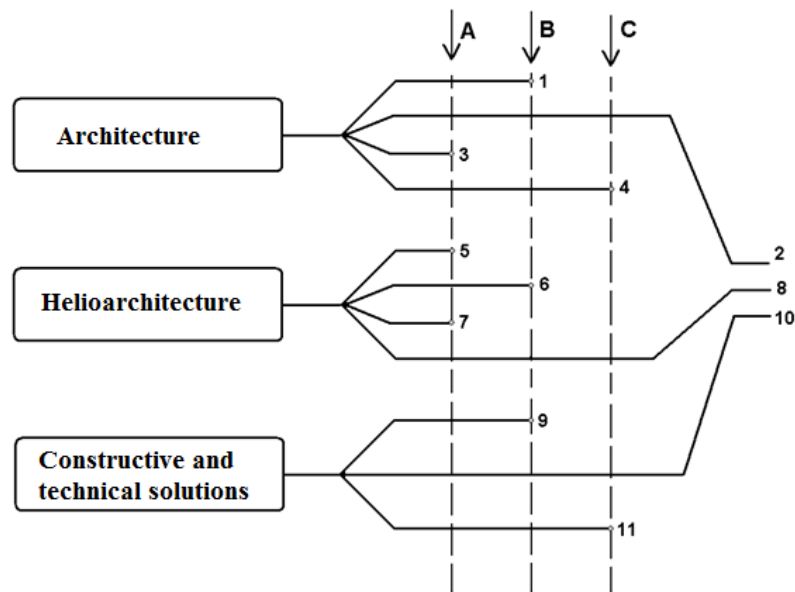 A
B
C
1
Architecture
3
4
5
2
6
8
Helioarchitecture
7
10
9
Constructive and
technical solutions
11